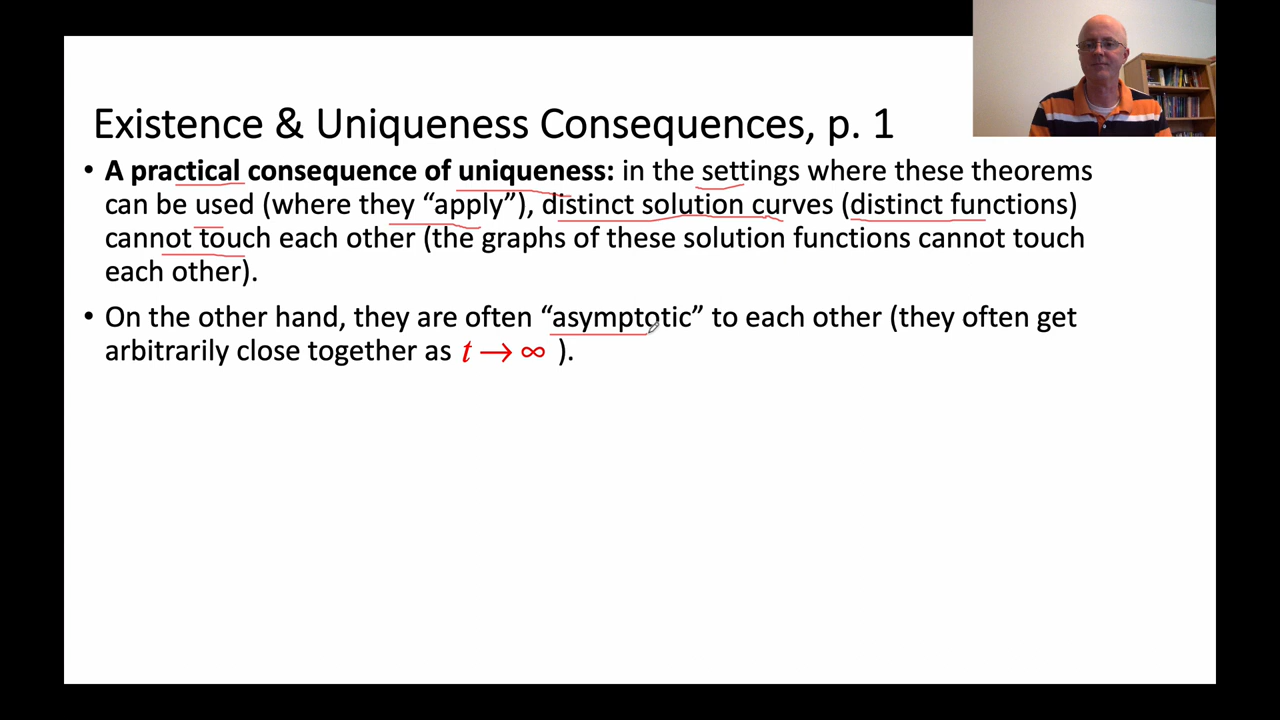 Existence & Uniqueness Consequences, p. 1
• A practical consequence of uniqueness: in the settings where these theorems
can be used (where they “apply”), distinct solution curves (distinct functions)
cannot touch each other (the graphs of these solution functions cannot touch
each other).
• On the other hand, they are often “asymptotic” to each other (they often get
arbitrarily close together as t → ∞ ).